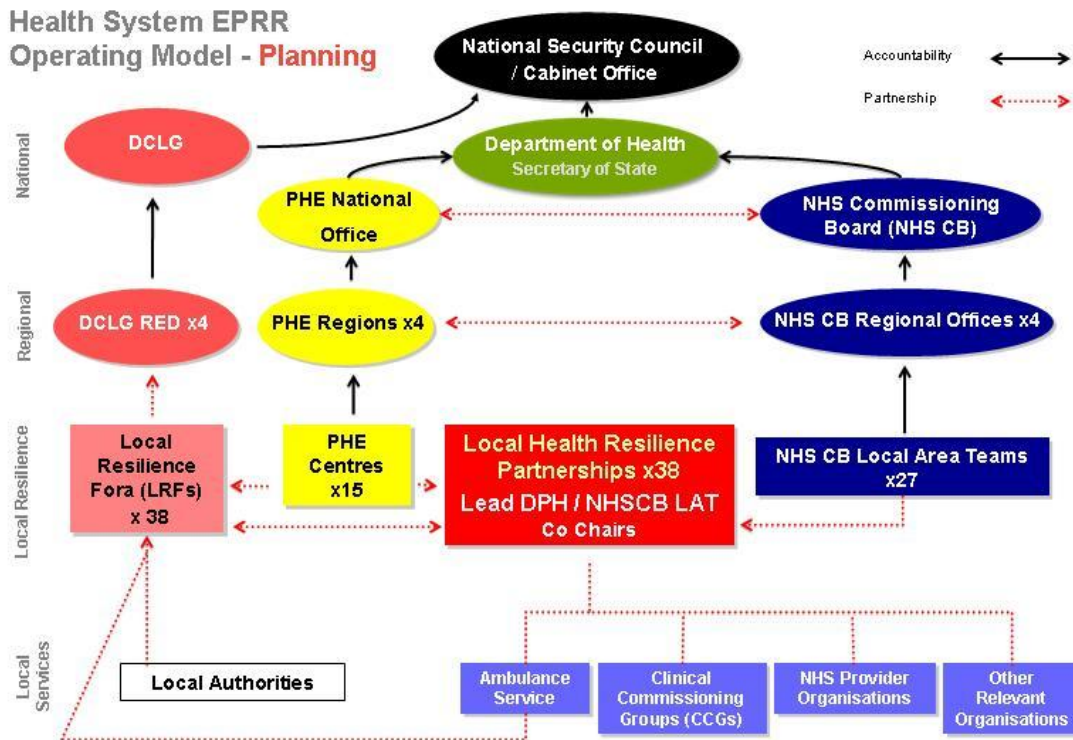 Health System EPRR
Operating Model - Planning
National Security Council
/ Cabinet Office
Accountability
Partnership
National
DCLG
Department of Health
Secretary of State
PHE National
Office
NHS Commissioning
Board (NHS CB)
Regional
DCLG RED x4
PHE Regions x4
NHS CB Regional Offices x4
Local Resilience
Local
Resilience
Fora (LRFs)
x 38
PHE
Centres
x15
Local Health Resilience
Partnerships x38
Lead DPH / NHSCB LAT
Co Chairs
NHS CB Local Area Teams
x27
Local
Services
Local Authorities
Ambulance
Service
Clinical
Commissioning
Groups (CCGs)
NHS Provider
Organisations
Other
Relevant
Organisations